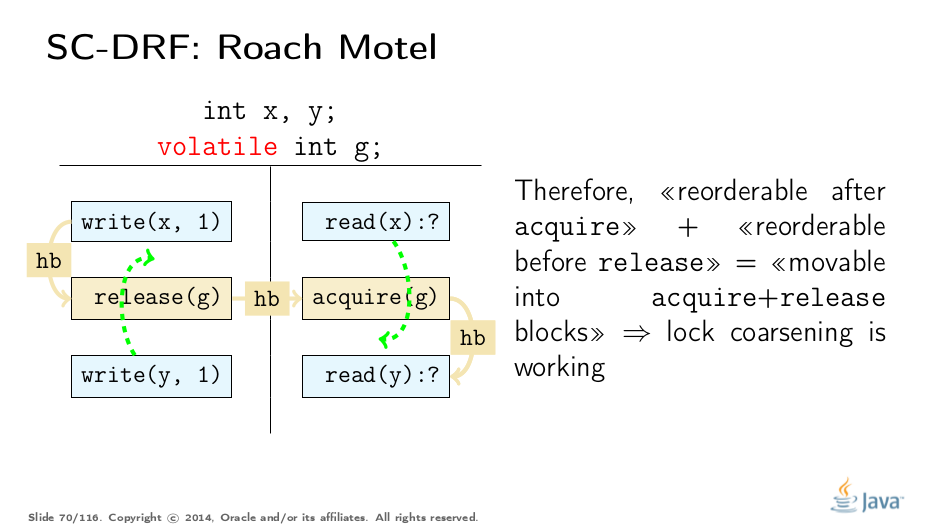 SC-DRF: Roach Motel
int x, y;
volatile int g;
write(x, 1)
hb
release(g)
write(y, 1)
hb
read(x):?
acquire(g)
hb
read(y):?
Therefore, «reorderable after
acquire» + «reorderable
before release» = «movable
into acquire+release
blocks» ⇒ lock coarsening is
working
Java
Slide 70/116. Copyright © 2014, Oracle and/or its affiliates. All rights reserved.